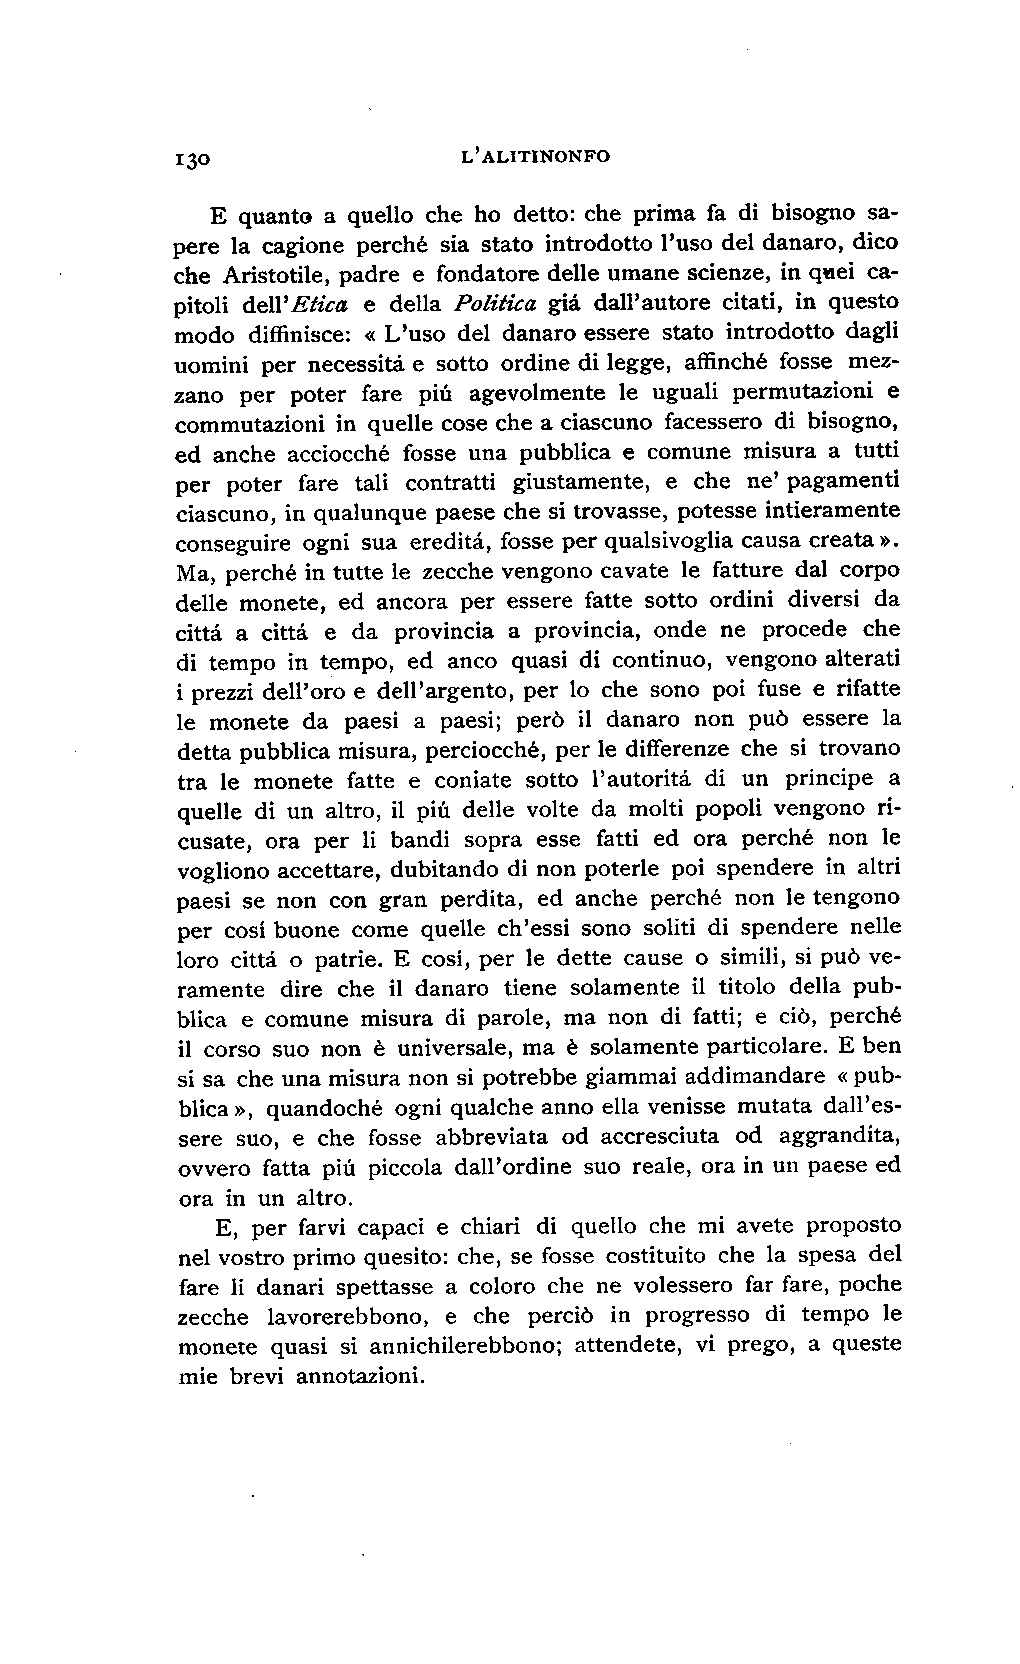 130 L'ALITINONFO
E quanto a quello che ho detto: che prima fa di bisogno sa-
pere la cagione perché sia stato introdotto l'uso del danaro, dico
che Aristotile, padre e fondatore delle umane scienze, in quei ca-
pitoli dell'Etica e della Politica giá dall'autore citati, in questo
modo diffinisce: « L'uso del danaro essere stato introdotto dagli
uomini per necessitá e sotto ordine di legge, affinché fosse mez-
zano per poter fare piú agevolmente le uguali permutazioni e
commutazioni in quelle cose che a ciascuno facessero di bisogno,
ed anche acciocché fosse una pubblica e comune misura a tutti
per poter fare tali contratti giustamente, e che ne' pagamenti
ciascuno, in qualunque paese che si trovasse, potesse intieramente
conseguire ogni sua ereditá, fosse per qualsivoglia causa creata ».
Ma, perché in tutte le zecche vengono cavate le fatture dal corpo
delle monete, ed ancora per essere fatte sotto ordini diversi da
cittá a cittá e da provincia a provincia, onde ne procede che
di tempo in tempo, ed anco quasi di continuo, vengono alterati
i prezzi dell'oro e dell'argento, per lo che sono poi fuse e rifatte
le monete da paesi a paesi; però il danaro non può essere la
detta pubblica misura, perciocché, per le differenze che si trovano
tra le monete fatte e coniate sotto l'autoritá di un principe a
quelle di un altro, il piú delle volte da molti popoli vengono ri-
cusate, ora per li bandi sopra esse fatti ed ora perché non le
vogliono accettare, dubitando di non poterle poi spendere in altri
paesi se non con gran perdita, ed anche perché non le tengono
per cosí buone come quelle ch'essi sono soliti di spendere nelle
loro cittá o patrie. E cosí, per le dette cause o simili, si può ve-
ramente dire che il danaro tiene solamente il titolo della pub-
blica e comune misura di parole, ma non di fatti; e ciò, perché
il corso suo non è universale, ma è solamente particolare. E ben
si sa che una misura non si potrebbe giammai addimandare « pub-
blica », quandoché ogni qualche anno ella venisse mutata dall'es-
sere suo, e che fosse abbreviata od accresciuta od aggrandita,
ovvero fatta piú piccola dall'ordine suo reale, ora in un paese ed
ora in un altro.
E, per farvi capaci e chiari di quello che mi avete proposto
nel vostro primo quesito: che, se fosse costituito che la spesa del
fare li danari spettasse a coloro che ne volessero far fare, poche
zecche lavorerebbono, e che perciò in progresso di tempo le
monete quasi si annichilerebbono; attendete, vi prego, a queste
mie brevi annotazioni.